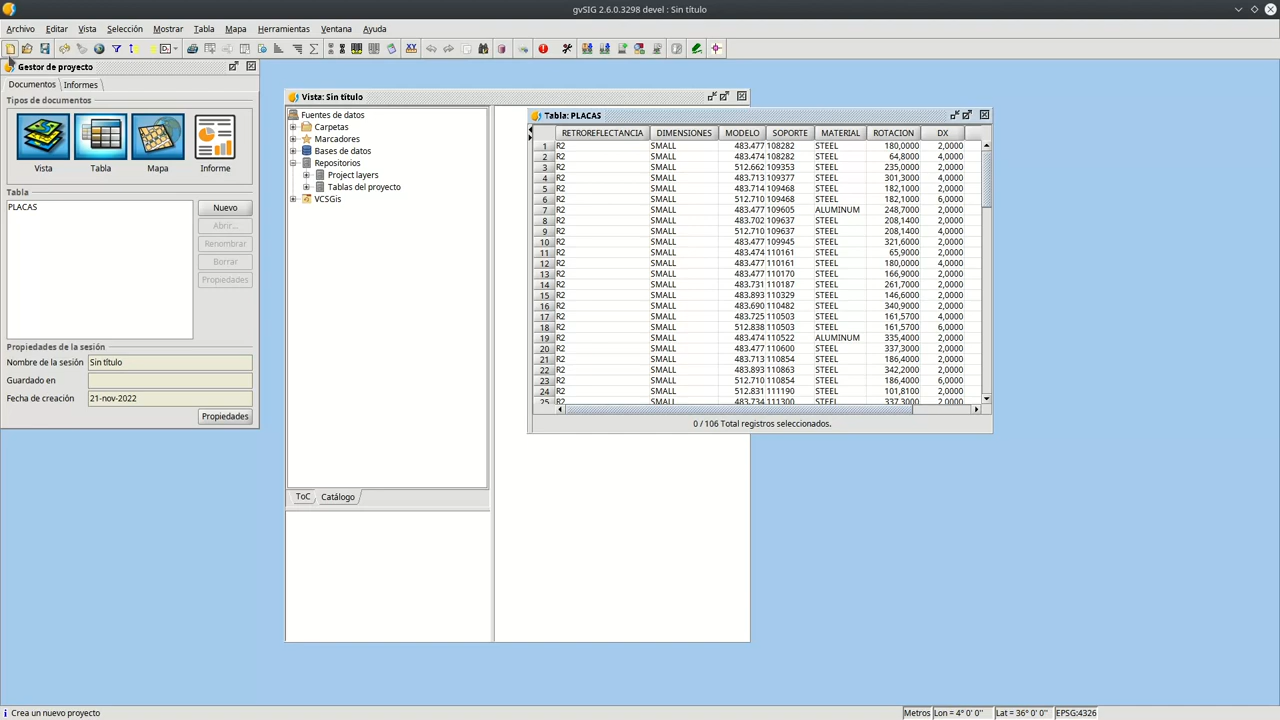 gvSIG 2.6.0.3298 devel : Sin título
Archivo Editar Vista Selección Mostrar Tabla Mapa Herramientas Ventana Ayuda
Gestor de proyecto
Documentos Informes
Tipos de documentos
Vista Tabla Mapa Informe
Tabla
PLACAS
Nuevo
Abrir...
Renombrar
Borrar
Propiedades
Propiedades de la sesión
Nombre de la sesión Sin título
Guardado en
Fecha de creación 21-nov-2022
Propiedades
Vista: Sin título
Fuentes de datos
Carpetas
Marcadores
Bases de datos
Repositorios
Project layers
Tablas del proyecto
VCSGis
ToC Catálogo
Tabla: PLACAS
RETROREFLECTANCIA DIMENSIONES MODELO SOPORTE MATERIAL ROTACION DX
1 R2 SMALL 483.477 108282 STEEL 180,0000 2,0000
2 R2 SMALL 483.477 108282 STEEL 64,8000 4,0000
3 R2 SMALL 512.662 109353 STEEL 235,0000 2,0000
4 R2 SMALL 483.713 109377 STEEL 301,3000 4,0000
5 R2 SMALL 483.714 109468 STEEL 182,1000 2,0000
6 R2 SMALL 512.710 109468 STEEL 182,1000 6,0000
7 R2 SMALL 483.477 109605 ALUMINUM 248,7000 2,0000
8 R2 SMALL 483.702 109637 STEEL 208,1400 2,0000
9 R2 SMALL 512.710 109637 STEEL 208,1400 4,0000
10 R2 SMALL 483.477 109945 STEEL 321,6000 2,0000
11 R2 SMALL 483.474 110161 STEEL 65,9000 2,0000
12 R2 SMALL 483.477 110161 STEEL 180,0000 4,0000
13 R2 SMALL 483.477 110170 STEEL 166,9000 2,0000
14 R2 SMALL 483.731 110187 STEEL 261,7000 2,0000
15 R2 SMALL 483.893 110329 STEEL 146,6000 2,0000
16 R2 SMALL 483.690 110482 STEEL 340,9000 2,0000
17 R2 SMALL 483.725 110503 STEEL 161,5700 4,0000
18 R2 SMALL 512.838 110503 STEEL 161,5700 6,0000
19 R2 SMALL 483.474 110522 ALUMINUM 335,4000 2,0000
20 R2 SMALL 483.477 110600 STEEL 337,3000 2,0000
21 R2 SMALL 483.713 110854 STEEL 186,4000 2,0000
22 R2 SMALL 483.893 110863 STEEL 342,2000 2,0000
23 R2 SMALL 512.710 110854 STEEL 186,4000 6,0000
24 R2 SMALL 512.831 111190 STEEL 101,8100 2,0000
25 R2 SMALL 483.734 111300 STEEL 337,3000 2,0000
0 / 106 Total registros seleccionados.
Crea un nuevo proyecto
Metros Lon = 4° 0' 0'' Lat = 36° 0' 0'' EPSG:4326